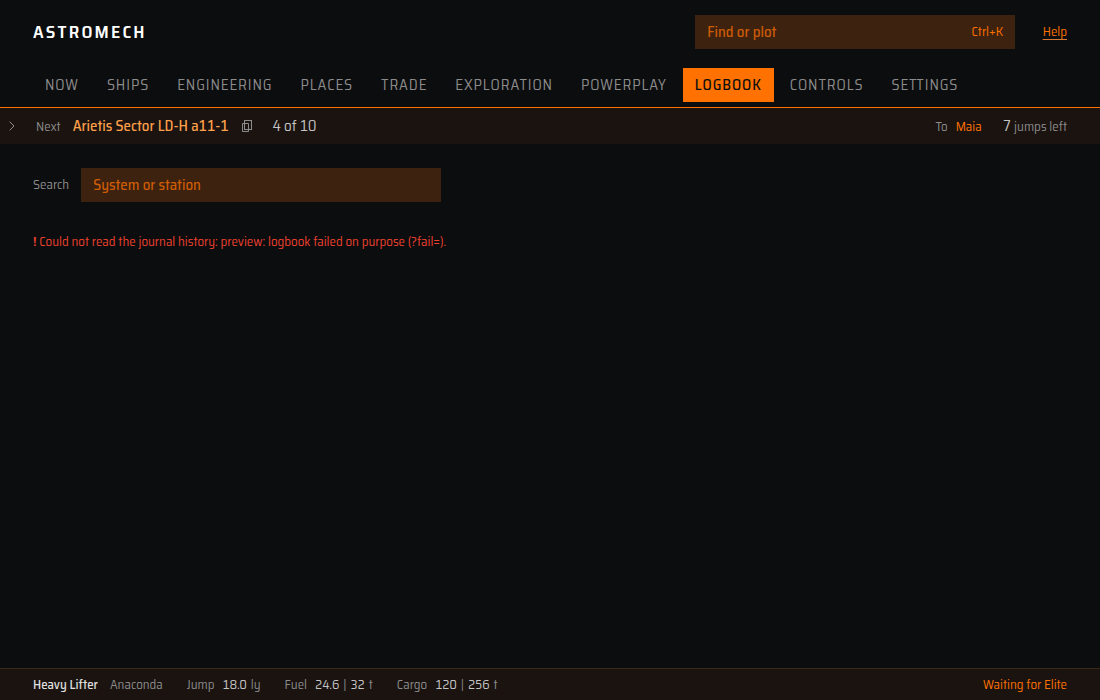 ASTROMECH
Find or plot Ctrl+K
Help
NOW SHIPS ENGINEERING PLACES TRADE EXPLORATION POWERPLAY LOGBOOK CONTROLS SETTINGS
Next Arietis Sector LD-H a11-1 4 of 10 To Maia 7 jumps left
Search System or station
! Could not read the journal history: preview: logbook failed on purpose (?fail=).
Heavy Lifter Anaconda Jump 18.0 ly Fuel 24.6 | 32 t Cargo 120 | 256 t Waiting for Elite